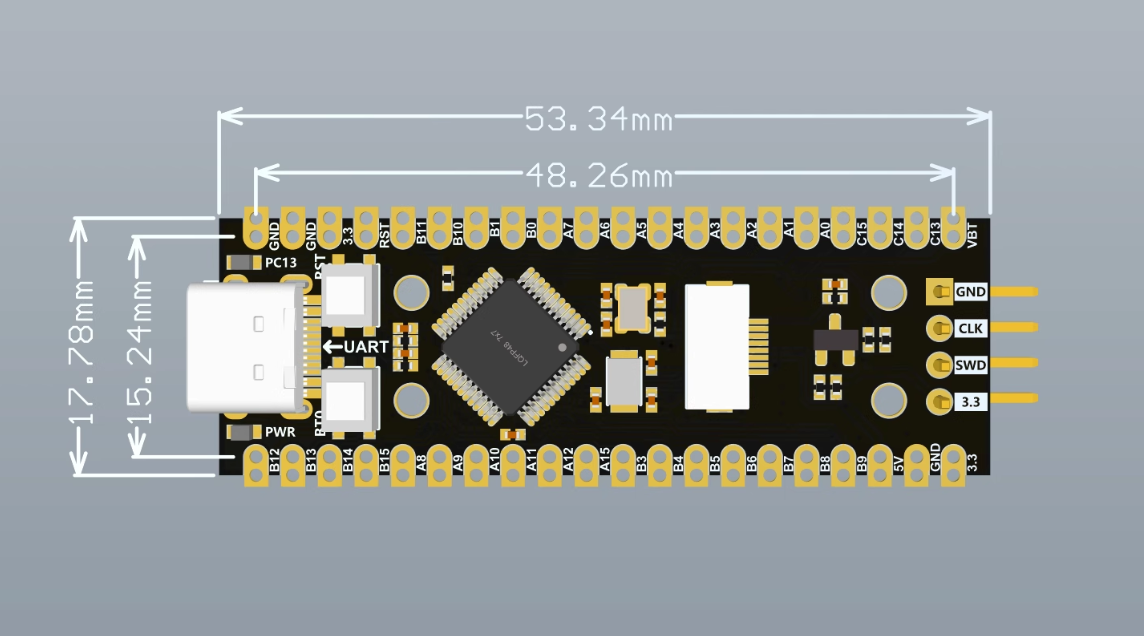 53.34mm
48.26mm
17.78mm
15.24mm
GND
GND
3.3
RST
B11
B10
B1
B0
A7
A6
A5
A4
A3
A2
A1
A0
C15
C14
C13
VBT
PC13
RST
←UART
BT0
PWR
LQFP48 7x7
GND
CLK
SWD
3.3
B12
B13
B14
B15
A8
A9
A10
A11
A12
A15
B3
B4
B5
B6
B7
B8
B9
5V
GND
3.3